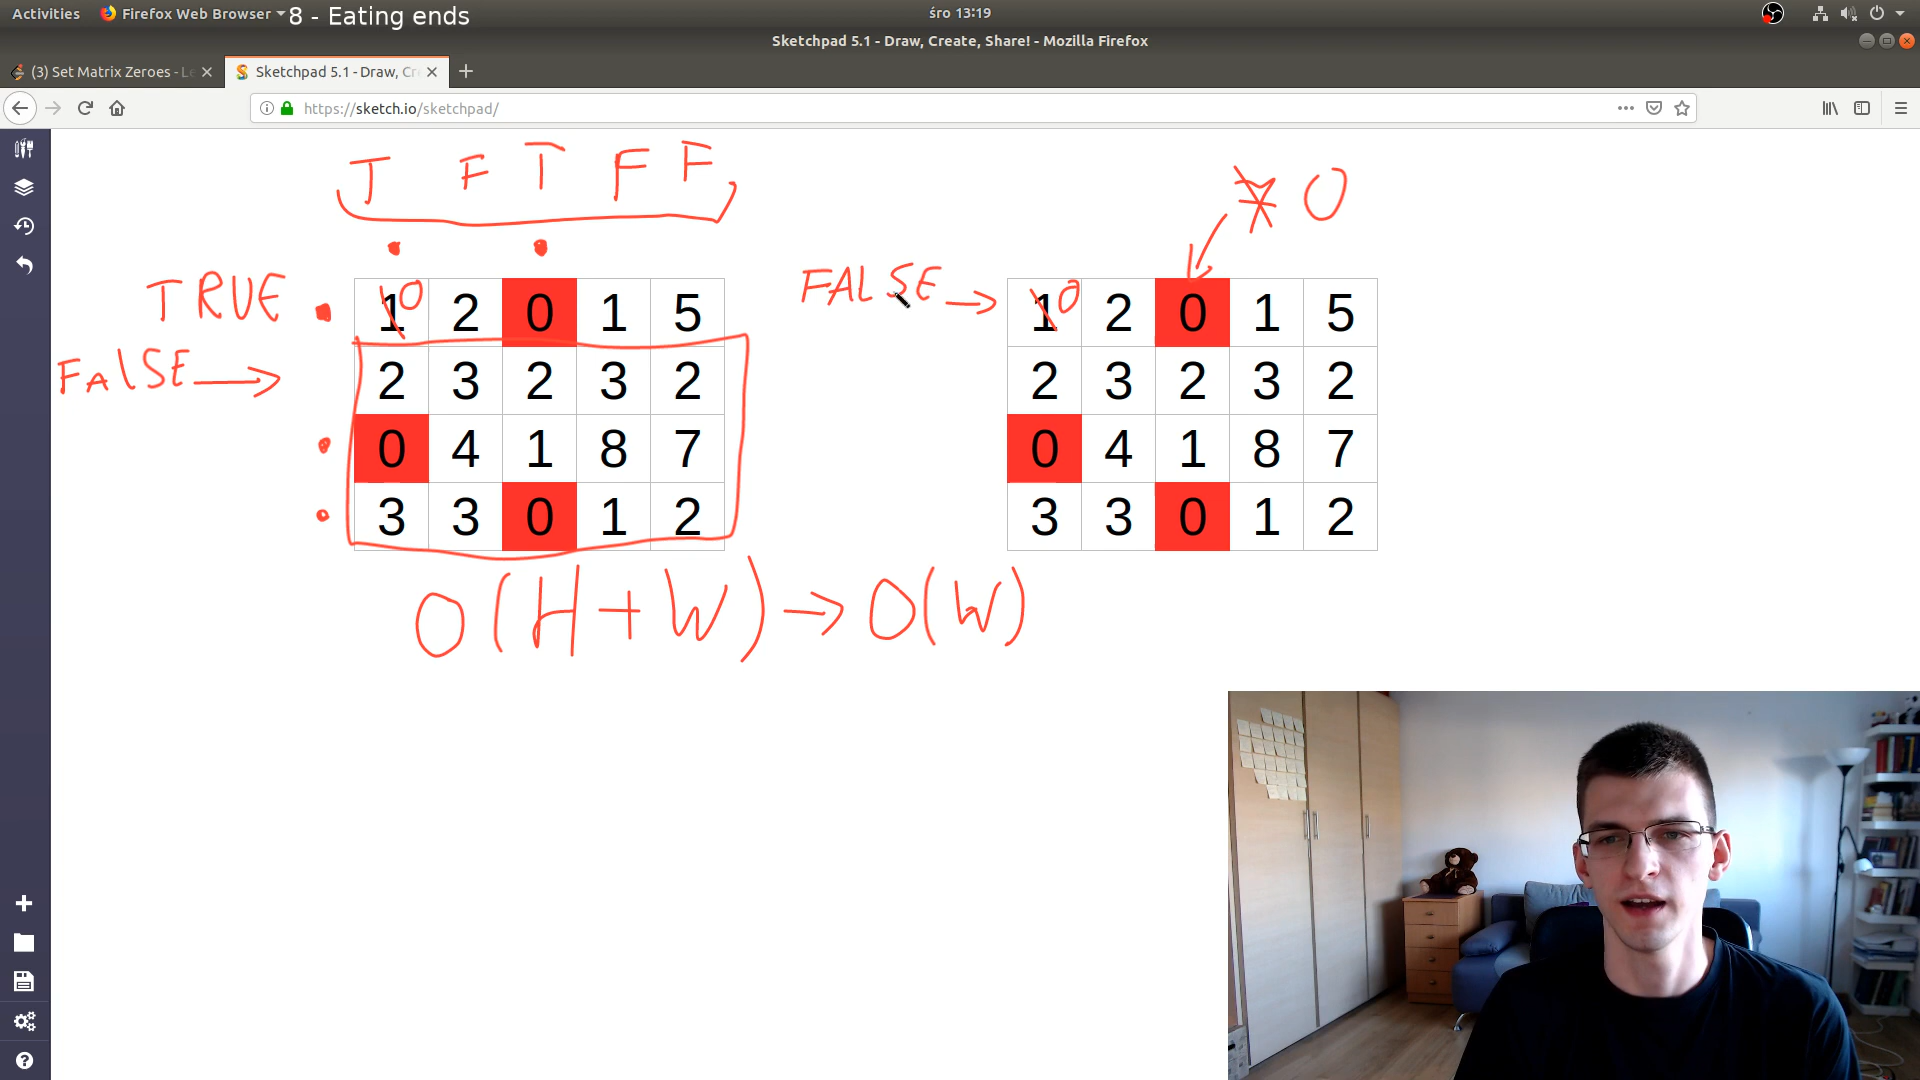 Activities Firefox Web Browser 8 - Eating ends śro 13:19
Sketchpad 5.1 - Draw, Create, Share! - Mozilla Firefox
(3) Set Matrix Zeroes - Le Sketchpad 5.1 - Draw, Cr
https://sketch.io/sketchpad/
T F T F F
* 0
TRUE 1 0 2 0 1 5
FALSE 1 0 2 0 1 5
FALSE 2 3 2 3 2
2 3 2 3 2
0 4 1 8 7
0 4 1 8 7
3 3 0 1 2
3 3 0 1 2
O(H+W) → O(W)